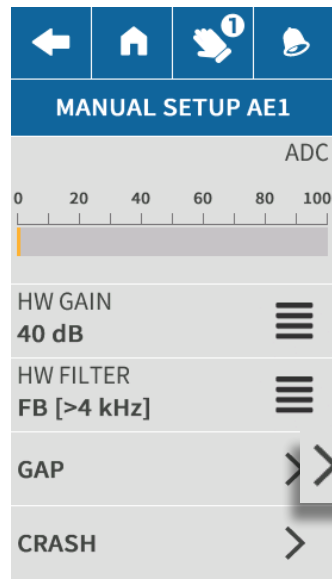 1
MANUAL SETUP AE1
ADC
0 20 40 60 80 100
HW GAIN
40 dB
HW FILTER
FB [>4 kHz]
GAP
CRASH